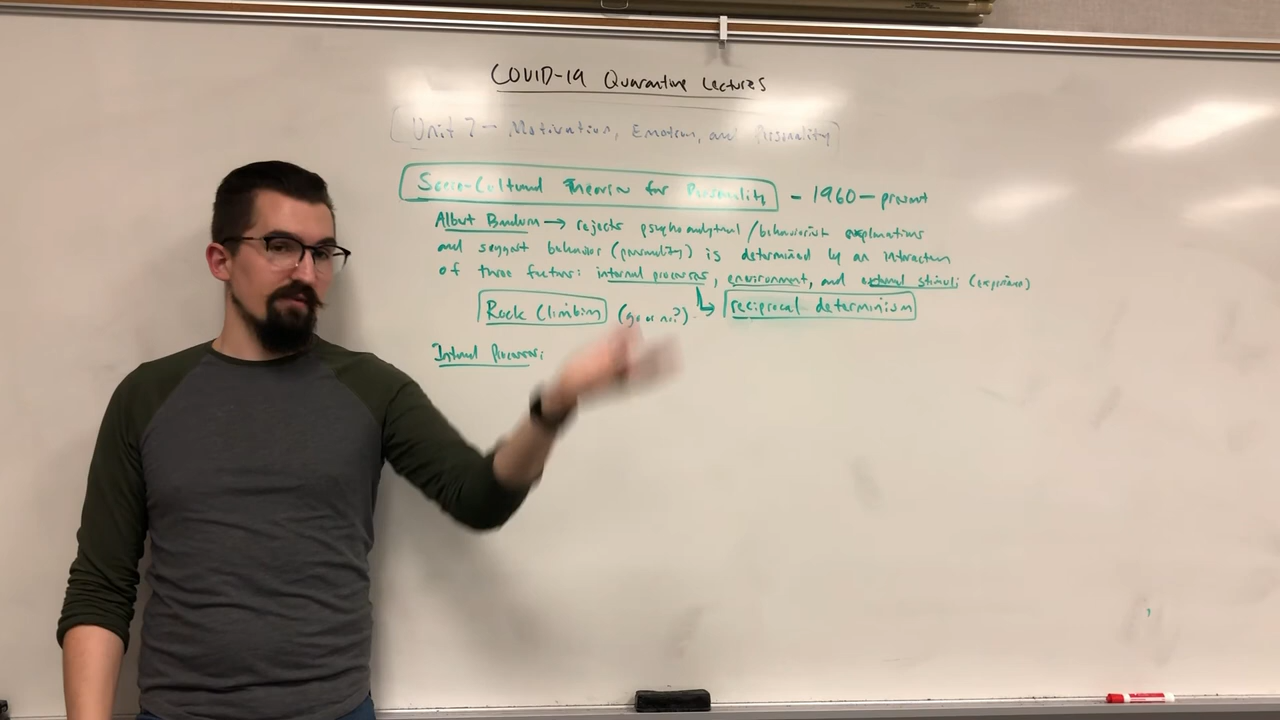 COVID-19 Quarantine Lectures
Unit 7 - Motivation, Emotion, and Personality
Socio-Cultural Theories for Personality - 1960 - present
Albert Bandura → rejects psychoanalytical / behaviorist explanations
and suggest behavior (personality) is determined by an interaction
of three factors: internal processes, environment, and external stimuli (experience)
Rock Climbing (go or no?) reciprocal determinism
Internal Processes: